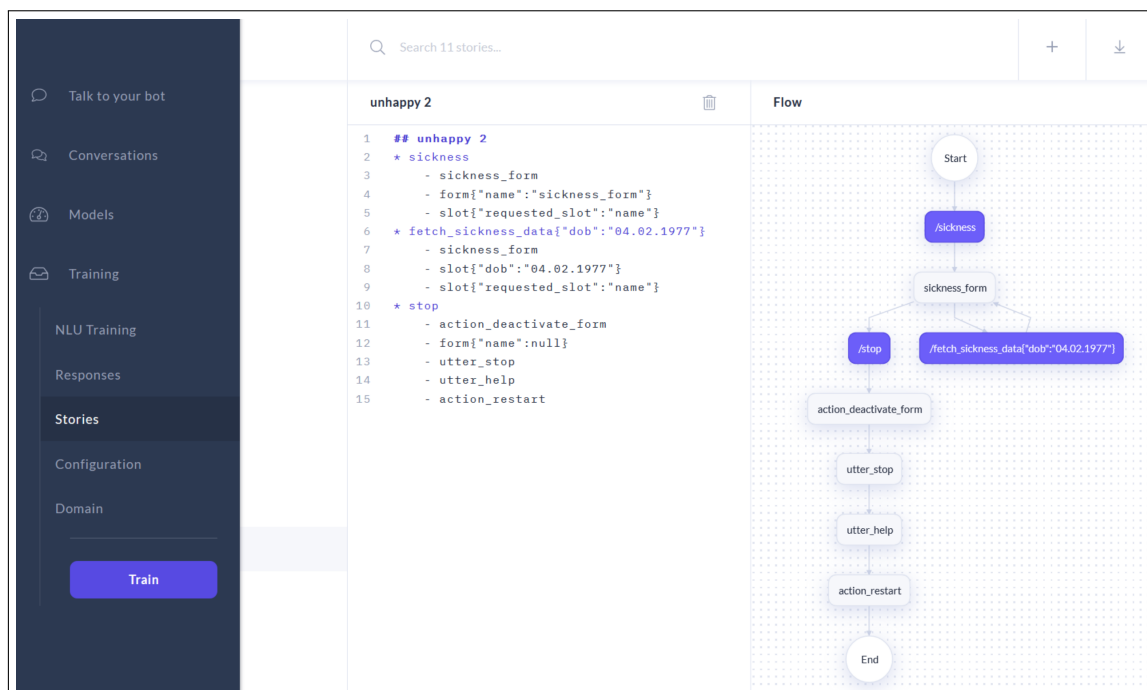 Talk to your bot
Conversations
Models
Training
NLU Training
Responses
Stories
Configuration
Domain
Train
Search 11 stories...
unhappy 2
1 ## unhappy 2
2 * sickness
3 - sickness_form
4 - form{"name":"sickness_form"}
5 - slot{"requested_slot":"name"}
6 * fetch_sickness_data{"dob":"04.02.1977"}
7 - sickness_form
8 - slot{"dob":"04.02.1977"}
9 - slot{"requested_slot":"name"}
10 * stop
11 - action_deactivate_form
12 - form{"name":null}
13 - utter_stop
14 - utter_help
15 - action_restart
Flow
Start
/sickness
sickness_form
/stop
/fetch_sickness_data{"dob":"04.02.1977"}
action_deactivate_form
utter_stop
utter_help
action_restart
End